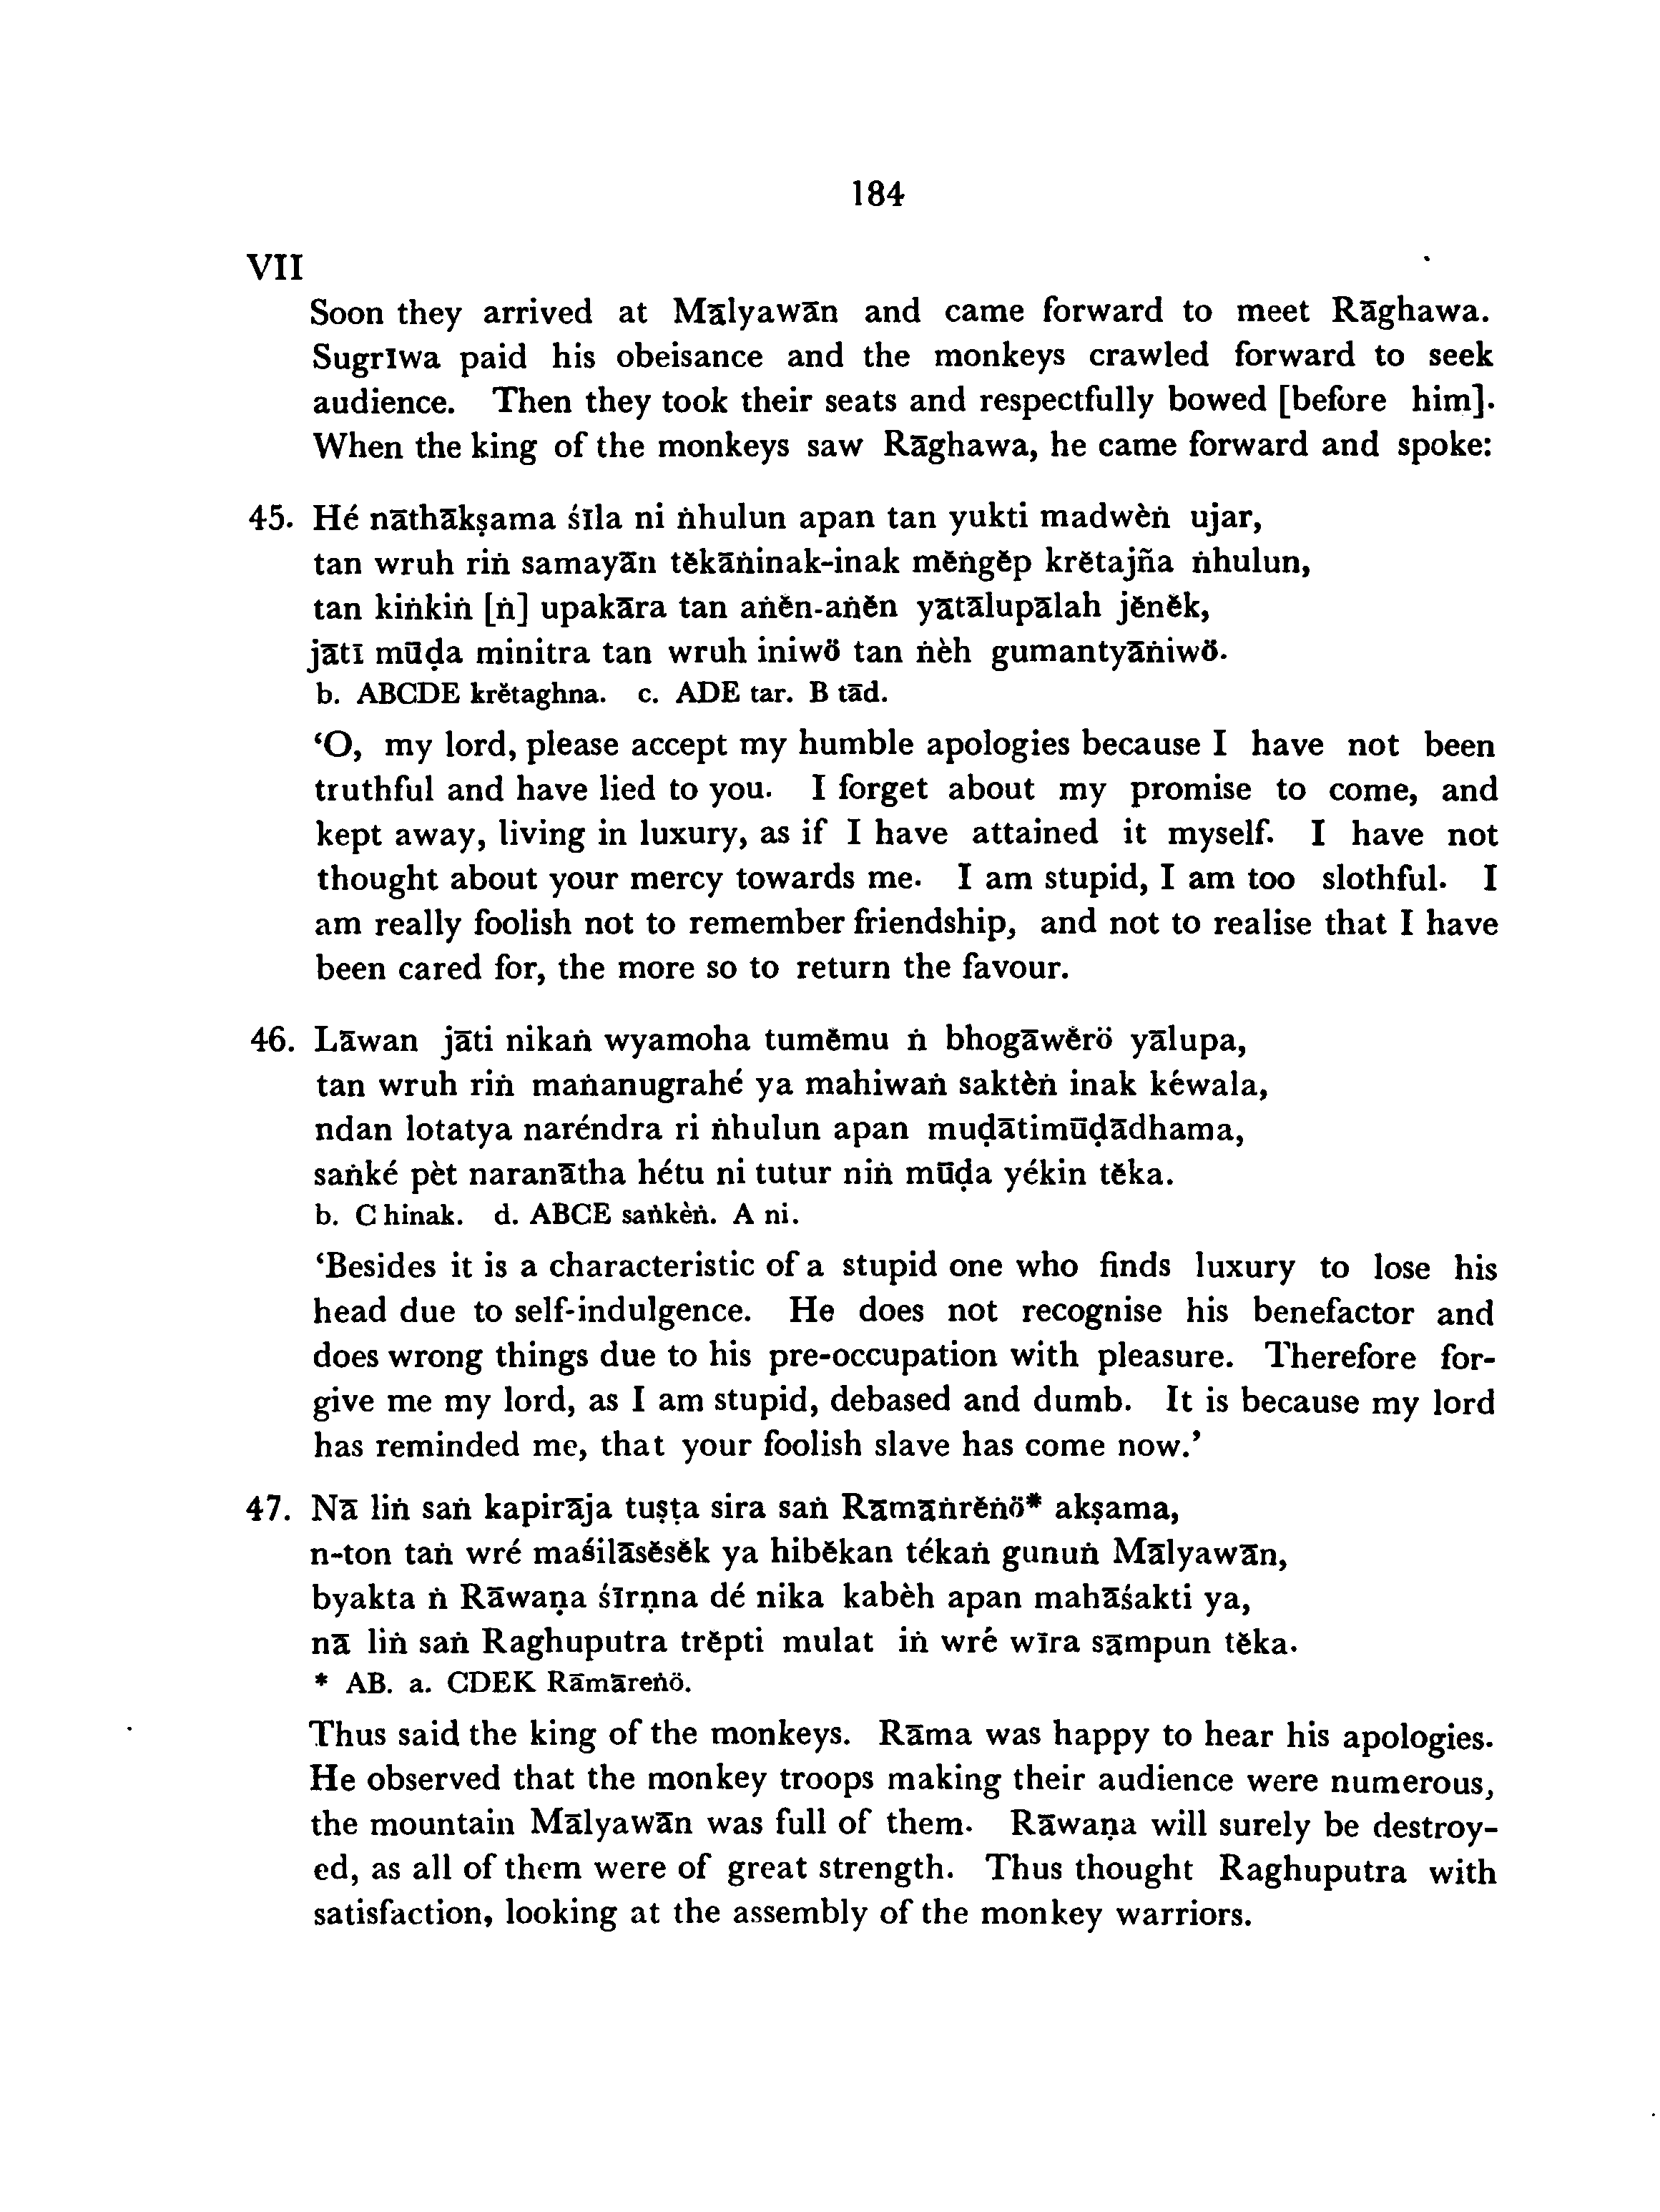 184
VII
Soon they arrived at Mālyawān and came forward to meet Rāghawa.
Sugrīwa paid his obeisance and the monkeys crawled forward to seek
audience. Then they took their seats and respectfully bowed [before him].
When the king of the monkeys saw Rāghawa, he came forward and spoke:
45. Hé nāthākṣama śīla ni ṅhulun apan tan yukti madwèṅ ujar,
tan wruh riṅ samayān tĕkāṅinak-inak mĕṅgĕp krĕtajña ṅhulun,
tan kiṅkiṅ [ṅ] upakāra tan aṅĕn-aṅĕn yātālupālah jĕnĕk,
jātī mūḍa minitra tan wruh iniwö tan ṅèh gumantyāṅiwö.
b. ABCDE krĕtaghna. c. ADE tar. B tād.
‘O, my lord, please accept my humble apologies because I have not been
truthful and have lied to you. I forget about my promise to come, and
kept away, living in luxury, as if I have attained it myself. I have not
thought about your mercy towards me. I am stupid, I am too slothful. I
am really foolish not to remember friendship, and not to realise that I have
been cared for, the more so to return the favour.
46. Lāwan jāti nikaṅ wyamoha tumĕmu ṅ bhogāwĕrö yālupa,
tan wruh riṅ maṅanugrahé ya mahiwaṅ saktèṅ inak kéwala,
ndan lotatya naréndra ri ṅhulun apan muḍātimūḍādhama,
saṅké pèt naranātha hétu ni tutur niṅ mūḍa yékin tĕka.
b. C hinak. d. ABCE saṅkèṅ. A ni.
‘Besides it is a characteristic of a stupid one who finds luxury to lose his
head due to self-indulgence. He does not recognise his benefactor and
does wrong things due to his pre-occupation with pleasure. Therefore for-
give me my lord, as I am stupid, debased and dumb. It is because my lord
has reminded me, that your foolish slave has come now.’
47. Nā liṅ saṅ kapirāja tuṣṭa sira saṅ Rāmāṅrĕṅö* akṣama,
n-ton taṅ wré maśilāsĕsĕk ya hibĕkan tékaṅ gunuṅ Mālyawān,
byakta ṅ Rāwaṇa śīrṇna dé nika kabèh apan mahāśakti ya,
nā liṅ saṅ Raghuputra trĕpti mulat iṅ wré wīra sāmpun tĕka.
* AB. a. CDEK Rāmāreṅö.
Thus said the king of the monkeys. Rāma was happy to hear his apologies.
He observed that the monkey troops making their audience were numerous,
the mountain Mālyawān was full of them. Rāwaṇa will surely be destroy-
ed, as all of them were of great strength. Thus thought Raghuputra with
satisfaction, looking at the assembly of the monkey warriors.